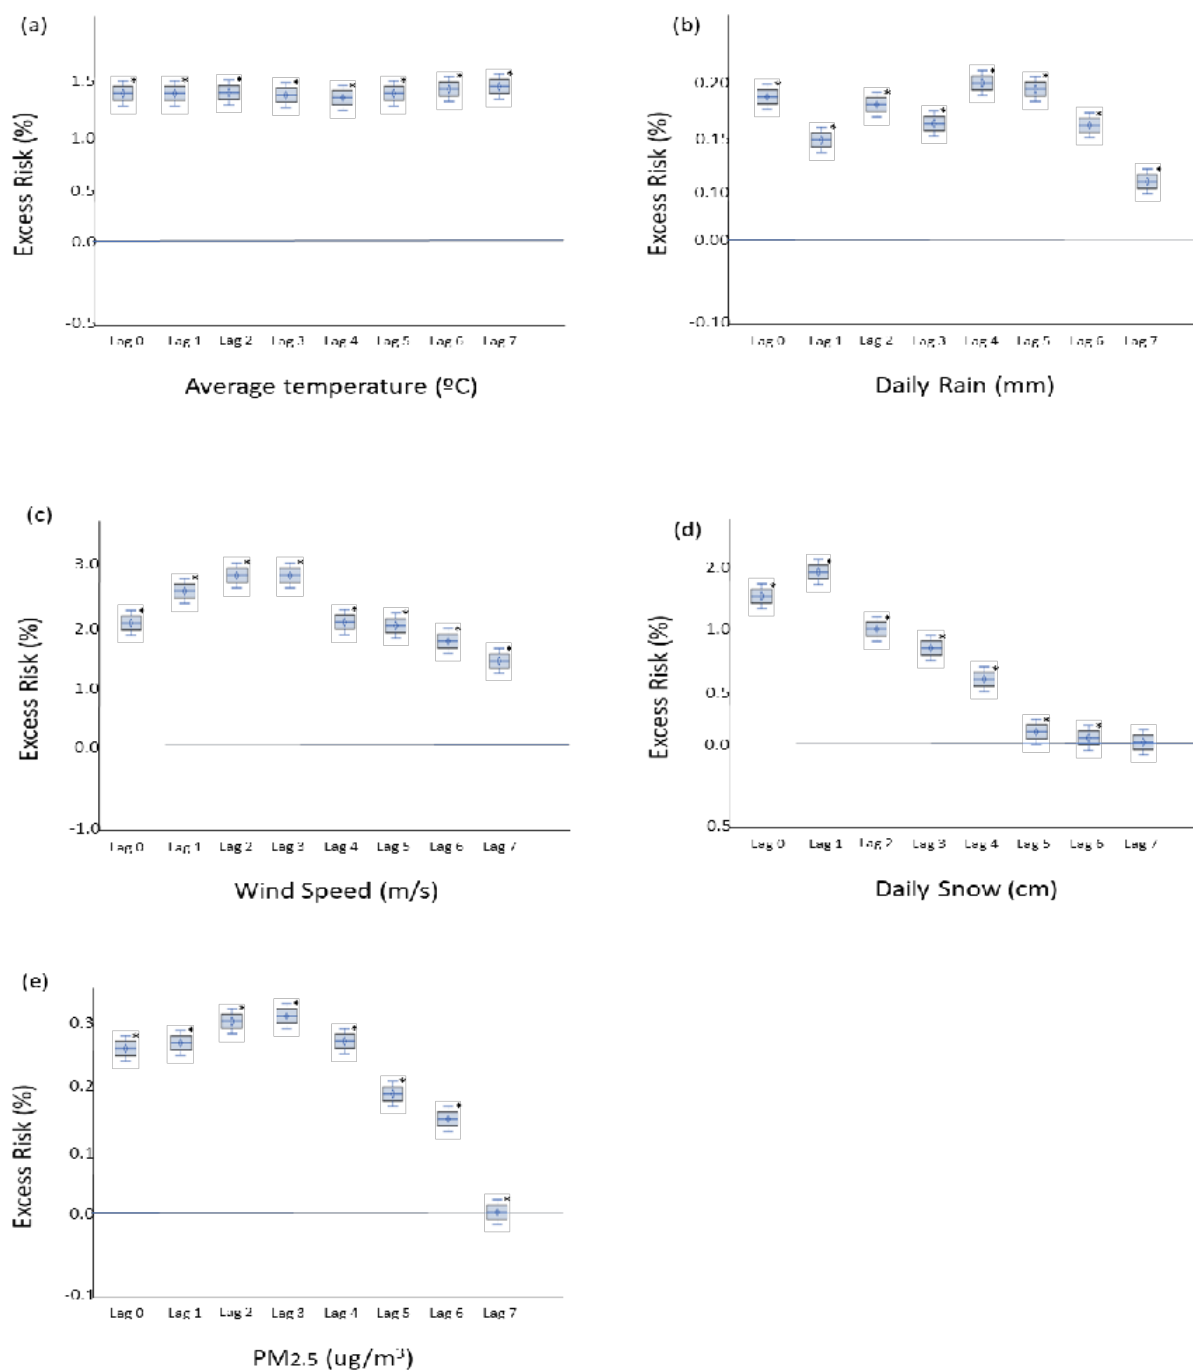 (a)
1.5
1.0
0.5
0.0
-0.5
Excess Risk (%)
Lag 0 Lag 1 Lag 2 Lag 3 Lag 4 Lag 5 Lag 6 Lag 7
Average temperature (ºC)
(b)
0.20
0.15
0.10
0.00
-0.10
Excess Risk (%)
Lag 0 Lag 1 Lag 2 Lag 3 Lag 4 Lag 5 Lag 6 Lag 7
Daily Rain (mm)
(c)
3.0
2.0
1.0
0.0
-1.0
Excess Risk (%)
Lag 0 Lag 1 Lag 2 Lag 3 Lag 4 Lag 5 Lag 6 Lag 7
Wind Speed (m/s)
(d)
2.0
1.0
0.5
0.0
0.5
Excess Risk (%)
Lag 0 Lag 1 Lag 2 Lag 3 Lag 4 Lag 5 Lag 6 Lag 7
Daily Snow (cm)
(e)
0.3
0.2
0.1
0.0
-0.1
Excess Risk (%)
Lag 0 Lag 1 Lag 2 Lag 3 Lag 4 Lag 5 Lag 6 Lag 7
PM2.5 (ug/m³)